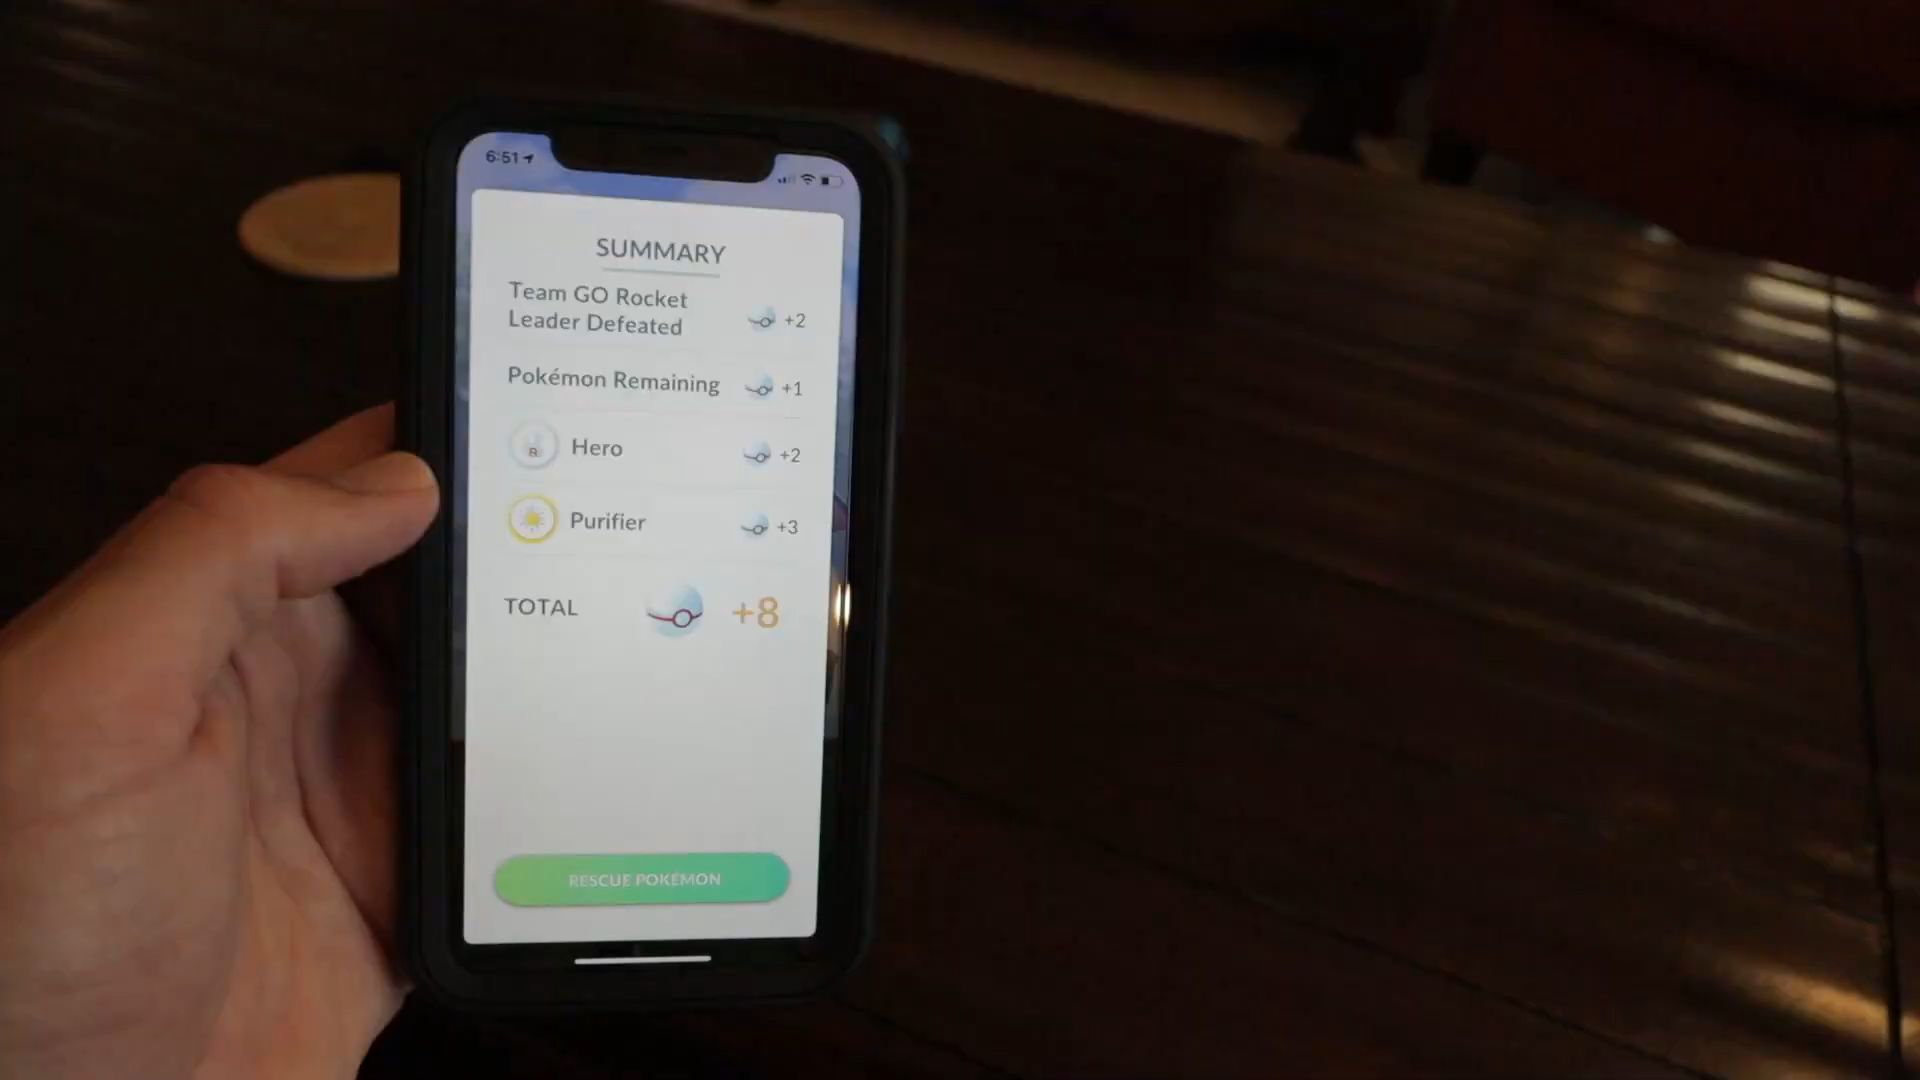 6:51
SUMMARY
Team GO Rocket
Leader Defeated +2
Pokémon Remaining +1
R Hero +2
Purifier +3
TOTAL +8
RESCUE POKÉMON